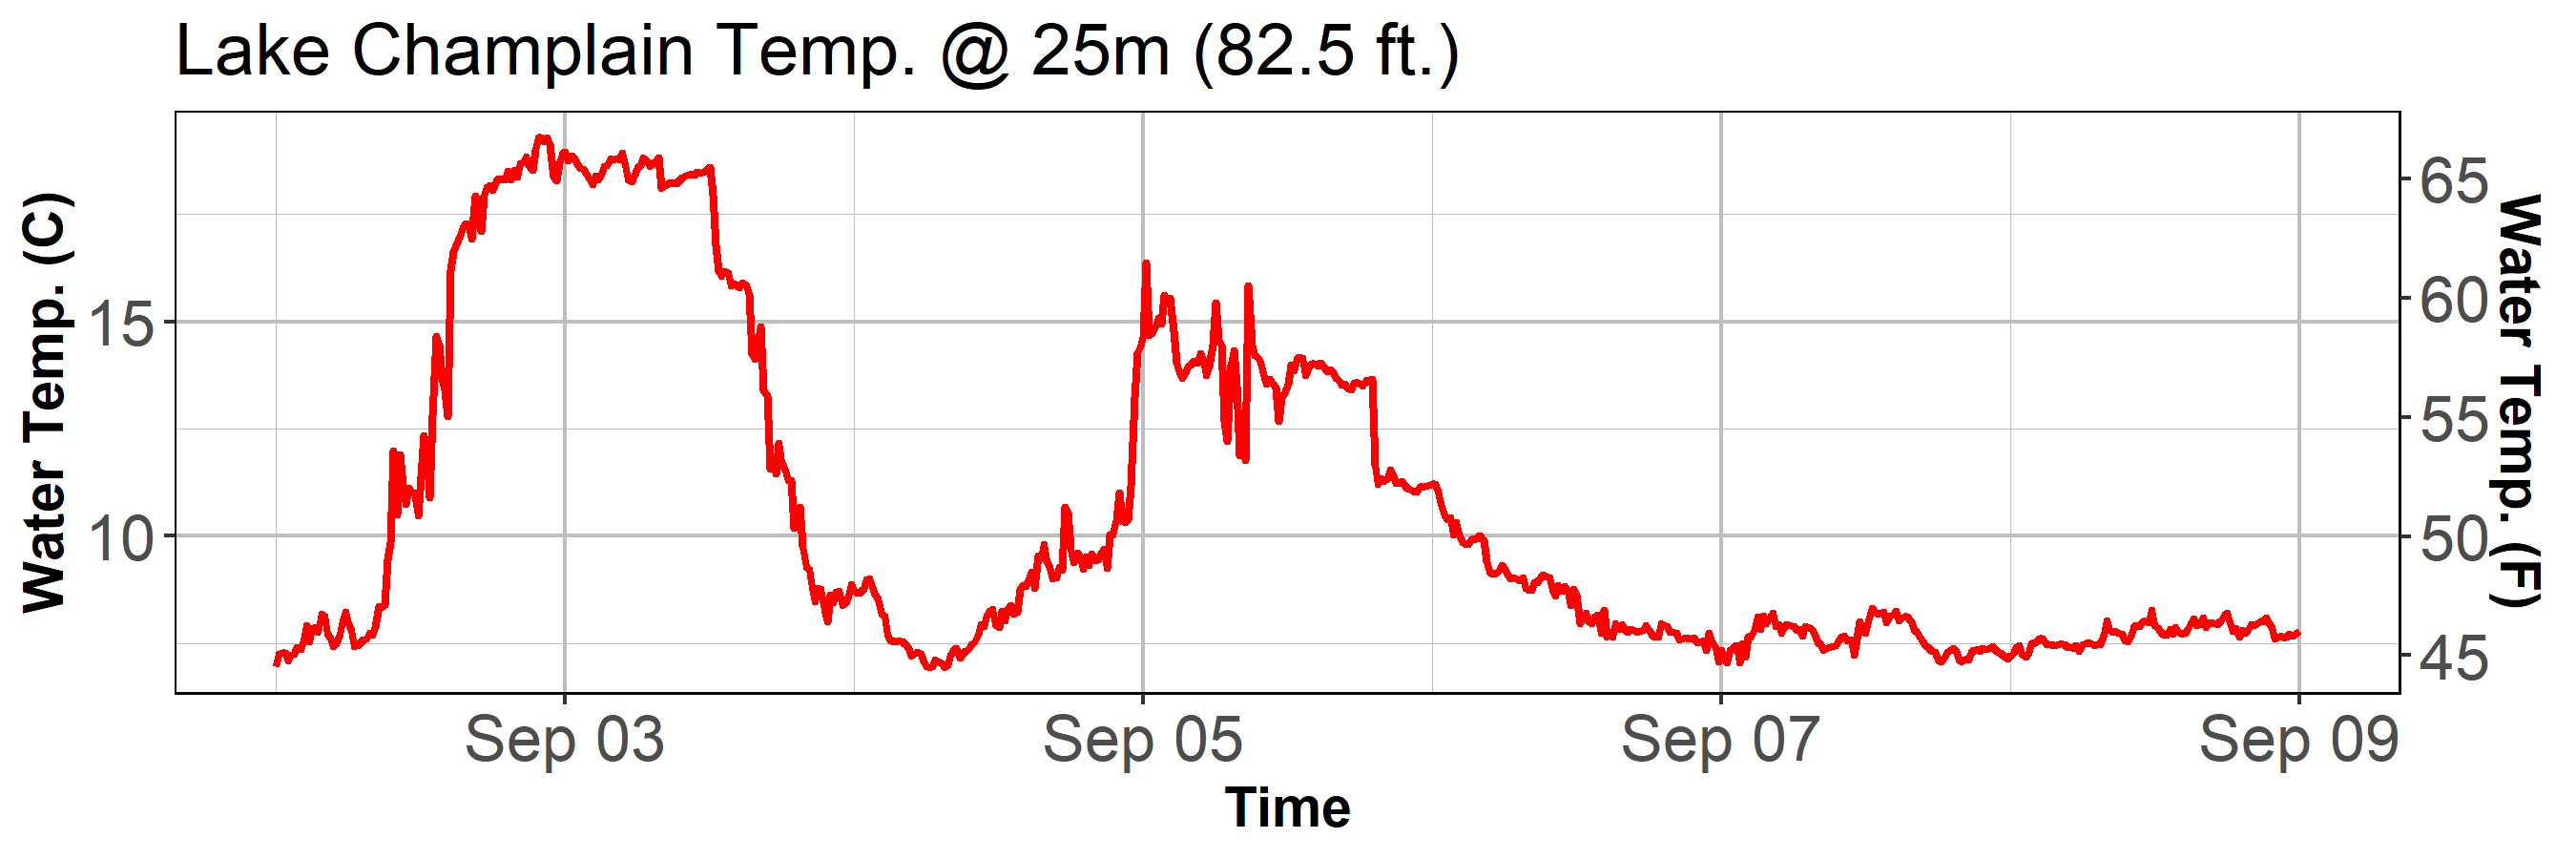 Lake Champlain Temp. @ 25m (82.5 ft.)
Water Temp. (C)
15
10
65
60
55
50
45
Water Temp. (F)
Sep 03
Sep 05
Sep 07
Sep 09
Time